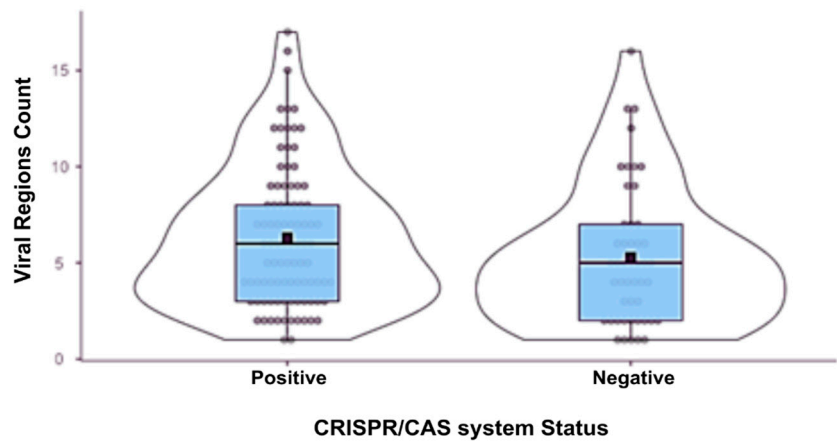 Viral Regions Count
15
10
5
0
Positive Negative
CRISPR/CAS system Status